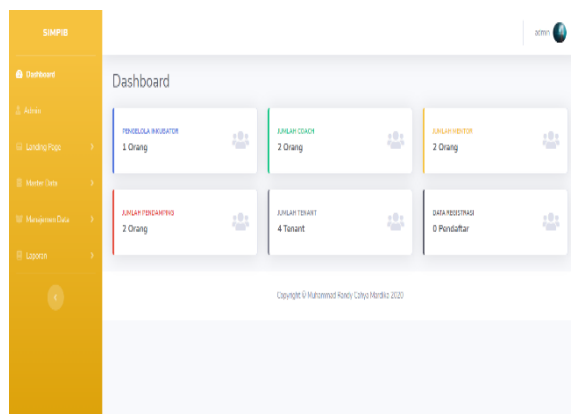 SIMPIB
admin
Dashboard
Dashboard
Admin
Landing Page
Master Data
Manajemen Data
Laporan
PENGELOLA INKUBATOR
1 Orang
JUMLAH COACH
2 Orang
JUMLAH MENTOR
2 Orang
JUMLAH PENDAMPING
2 Orang
JUMLAH TENANT
4 Tenant
DATA REGISTRASI
0 Pendaftar
Copyright © Muhammad Randy Cahya Mardika 2020